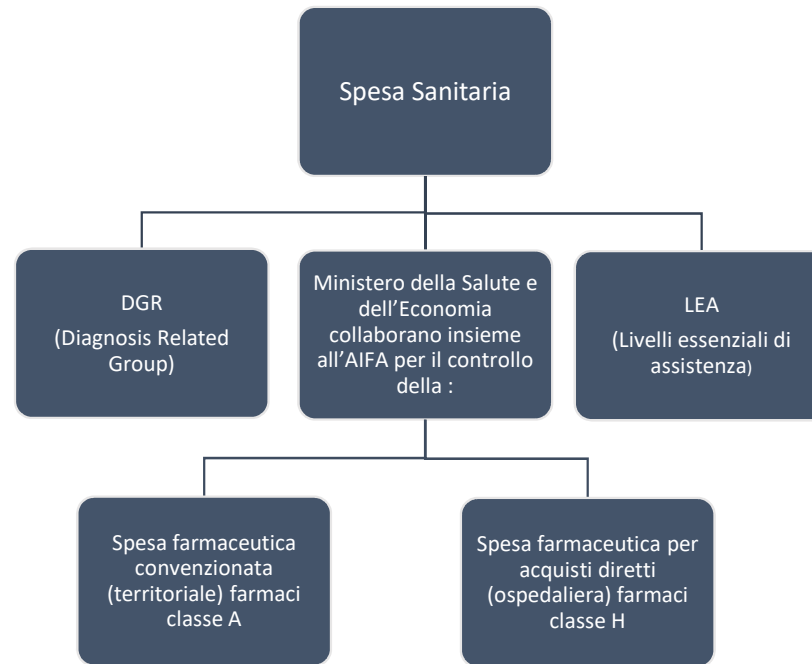 Spesa Sanitaria
DGR
(Diagnosis Related
Group)
Ministero della Salute e
dell’Economia
collaborano insieme
all’AIFA per il controllo
della :
LEA
(Livelli essenziali di
assistenza)
Spesa farmaceutica
convenzionata
(territoriale) farmaci
classe A
Spesa farmaceutica per
acquisti diretti
(ospedaliera) farmaci
classe H